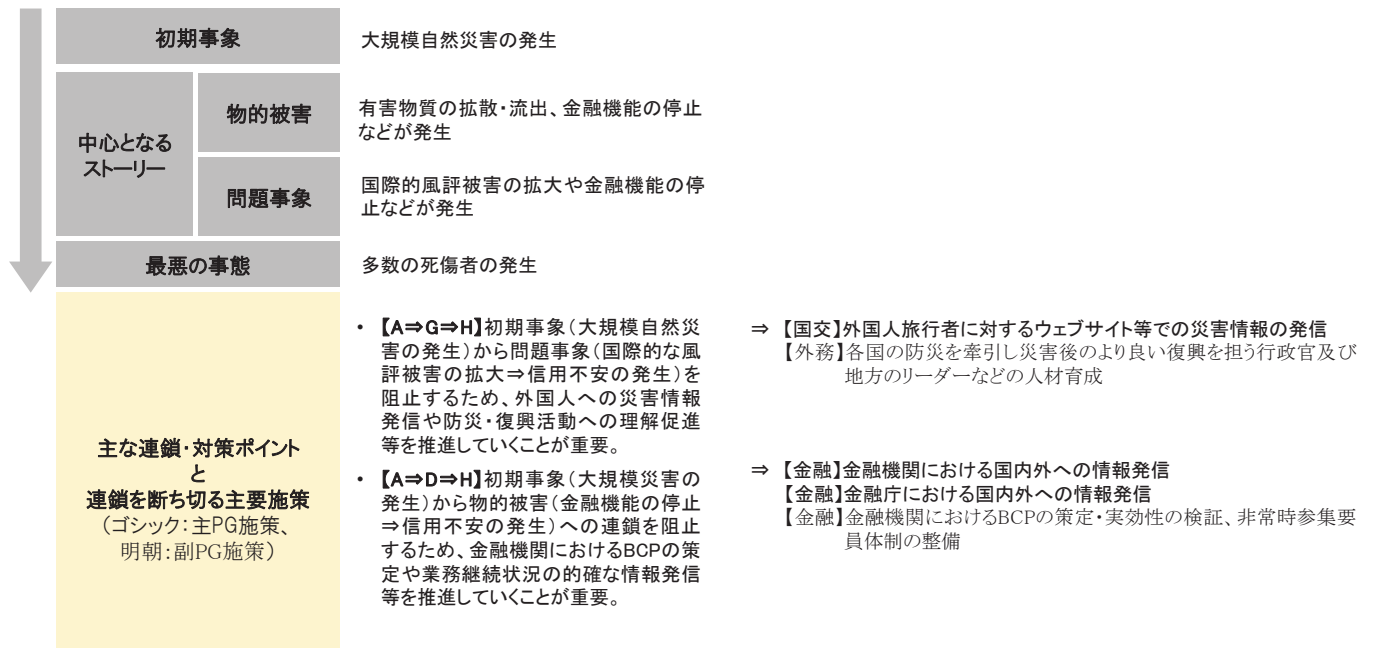 初期事象
大規模自然災害の発生
中心となる
ストーリー
物的被害
有害物質の拡散・流出、金融機能の停止
などが発生
問題事象
国際的風評被害の拡大や金融機能の停
止などが発生
最悪の事態
多数の死傷者の発生
主な連鎖・対策ポイント
と
連鎖を断ち切る主要施策
（ゴシック：主PG施策、
明朝：副PG施策）
• 【A⇒G⇒H】初期事象（大規模自然災
害の発生）から問題事象（国際的な風
評被害の拡大⇒信用不安の発生）を
阻止するため、外国人への災害情報
発信や防災・復興活動への理解促進
等を推進していくことが重要。
⇒ 【国交】外国人旅行者に対するウェブサイト等での災害情報の発信
【外務】各国の防災を牽引し災害後のより良い復興を担う行政官及び
地方のリーダーなどの人材育成
• 【A⇒D⇒H】初期事象（大規模災害の
発生）から物的被害（金融機能の停止
⇒信用不安の発生）への連鎖を阻止
するため、金融機関におけるBCPの策
定や業務継続状況の的確な情報発信
等を推進していくことが重要。
⇒ 【金融】金融機関における国内外への情報発信
【金融】金融庁における国内外への情報発信
【金融】金融機関におけるBCPの策定・実効性の検証、非常時参集要
員体制の整備